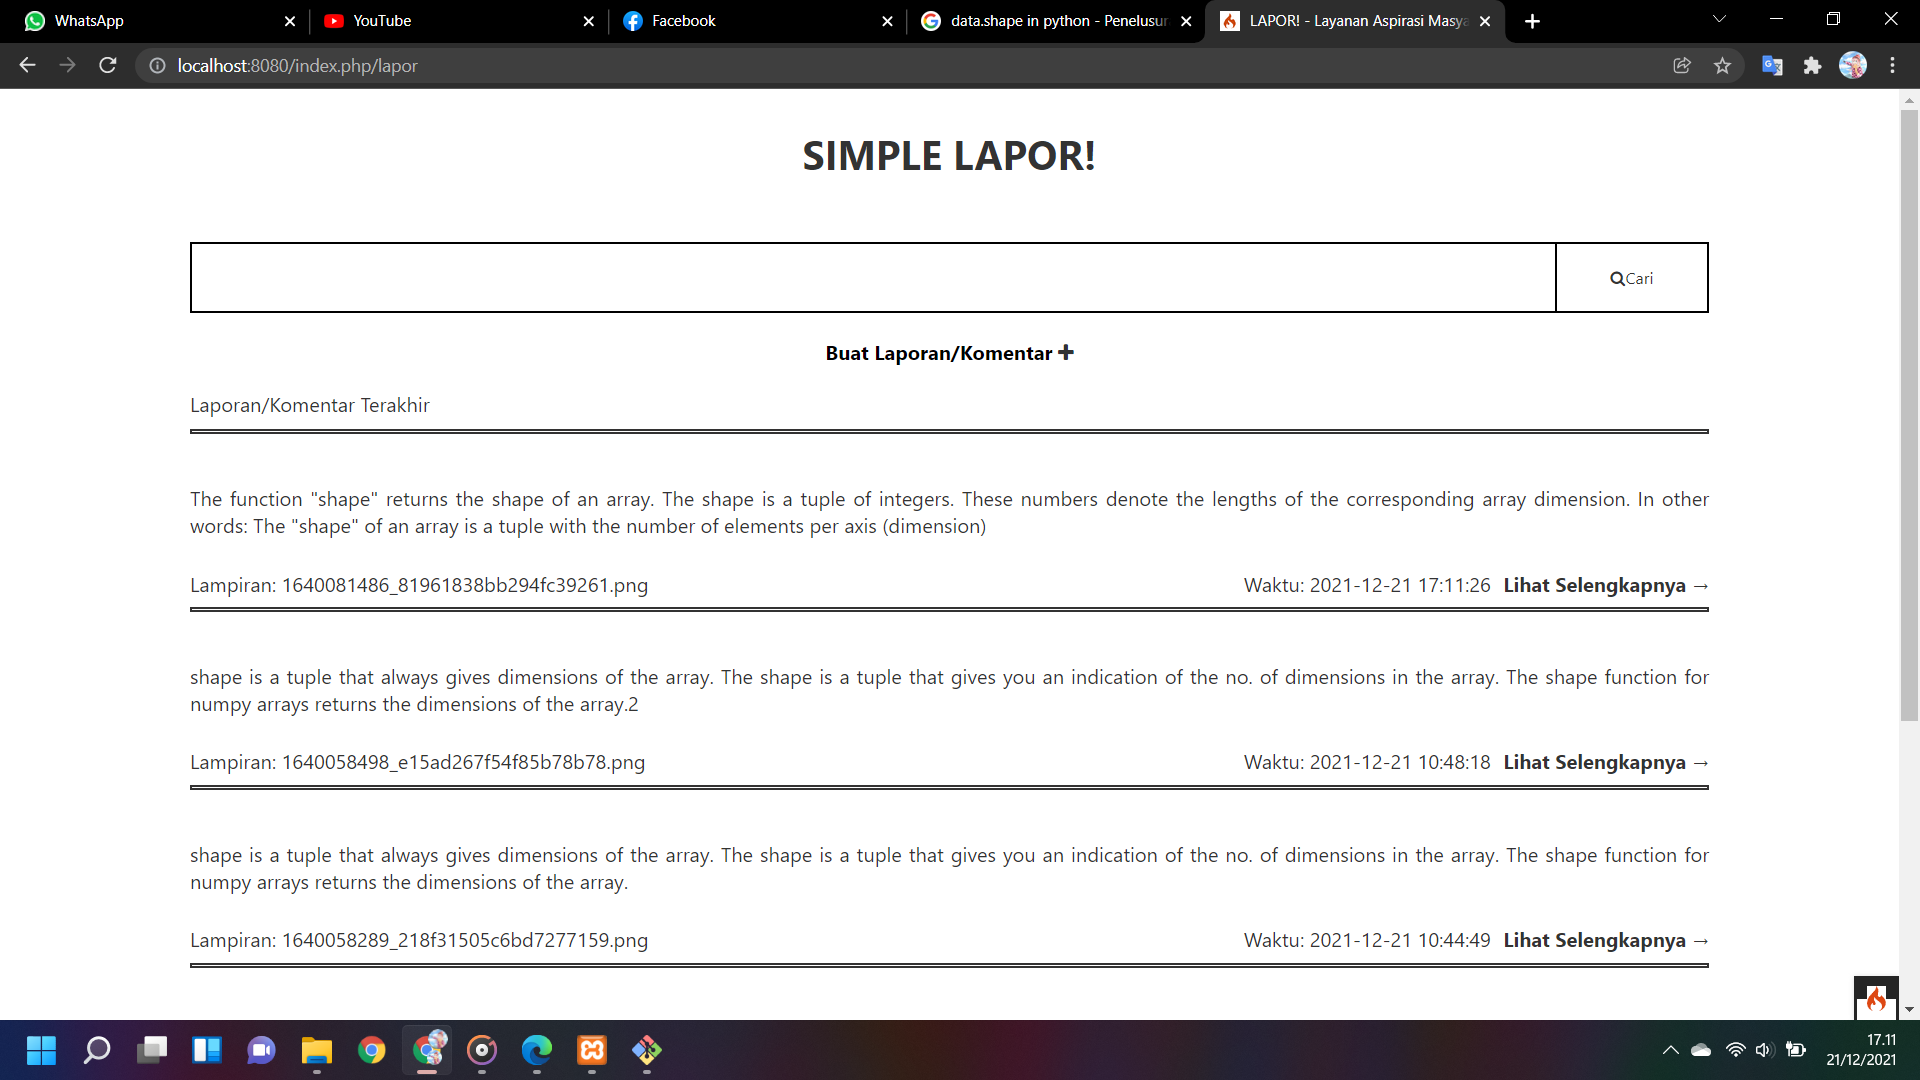 WhatsApp
YouTube
Facebook
data.shape in python - Penelusur
LAPOR! - Layanan Aspirasi Masya
localhost:8080/index.php/lapor
SIMPLE LAPOR!
Cari
Buat Laporan/Komentar
Laporan/Komentar Terakhir
The function "shape" returns the shape of an array. The shape is a tuple of integers. These numbers denote the lengths of the corresponding array dimension. In other
words: The "shape" of an array is a tuple with the number of elements per axis (dimension)
Lampiran: 1640081486_81961838bb294fc39261.png
Waktu: 2021-12-21 17:11:26 Lihat Selengkapnya →
shape is a tuple that always gives dimensions of the array. The shape is a tuple that gives you an indication of the no. of dimensions in the array. The shape function for
numpy arrays returns the dimensions of the array.2
Lampiran: 1640058498_e15ad267f54f85b78b78.png
Waktu: 2021-12-21 10:48:18 Lihat Selengkapnya →
shape is a tuple that always gives dimensions of the array. The shape is a tuple that gives you an indication of the no. of dimensions in the array. The shape function for
numpy arrays returns the dimensions of the array.
Lampiran: 1640058289_218f31505c6bd7277159.png
Waktu: 2021-12-21 10:44:49 Lihat Selengkapnya →
17.11
21/12/2021